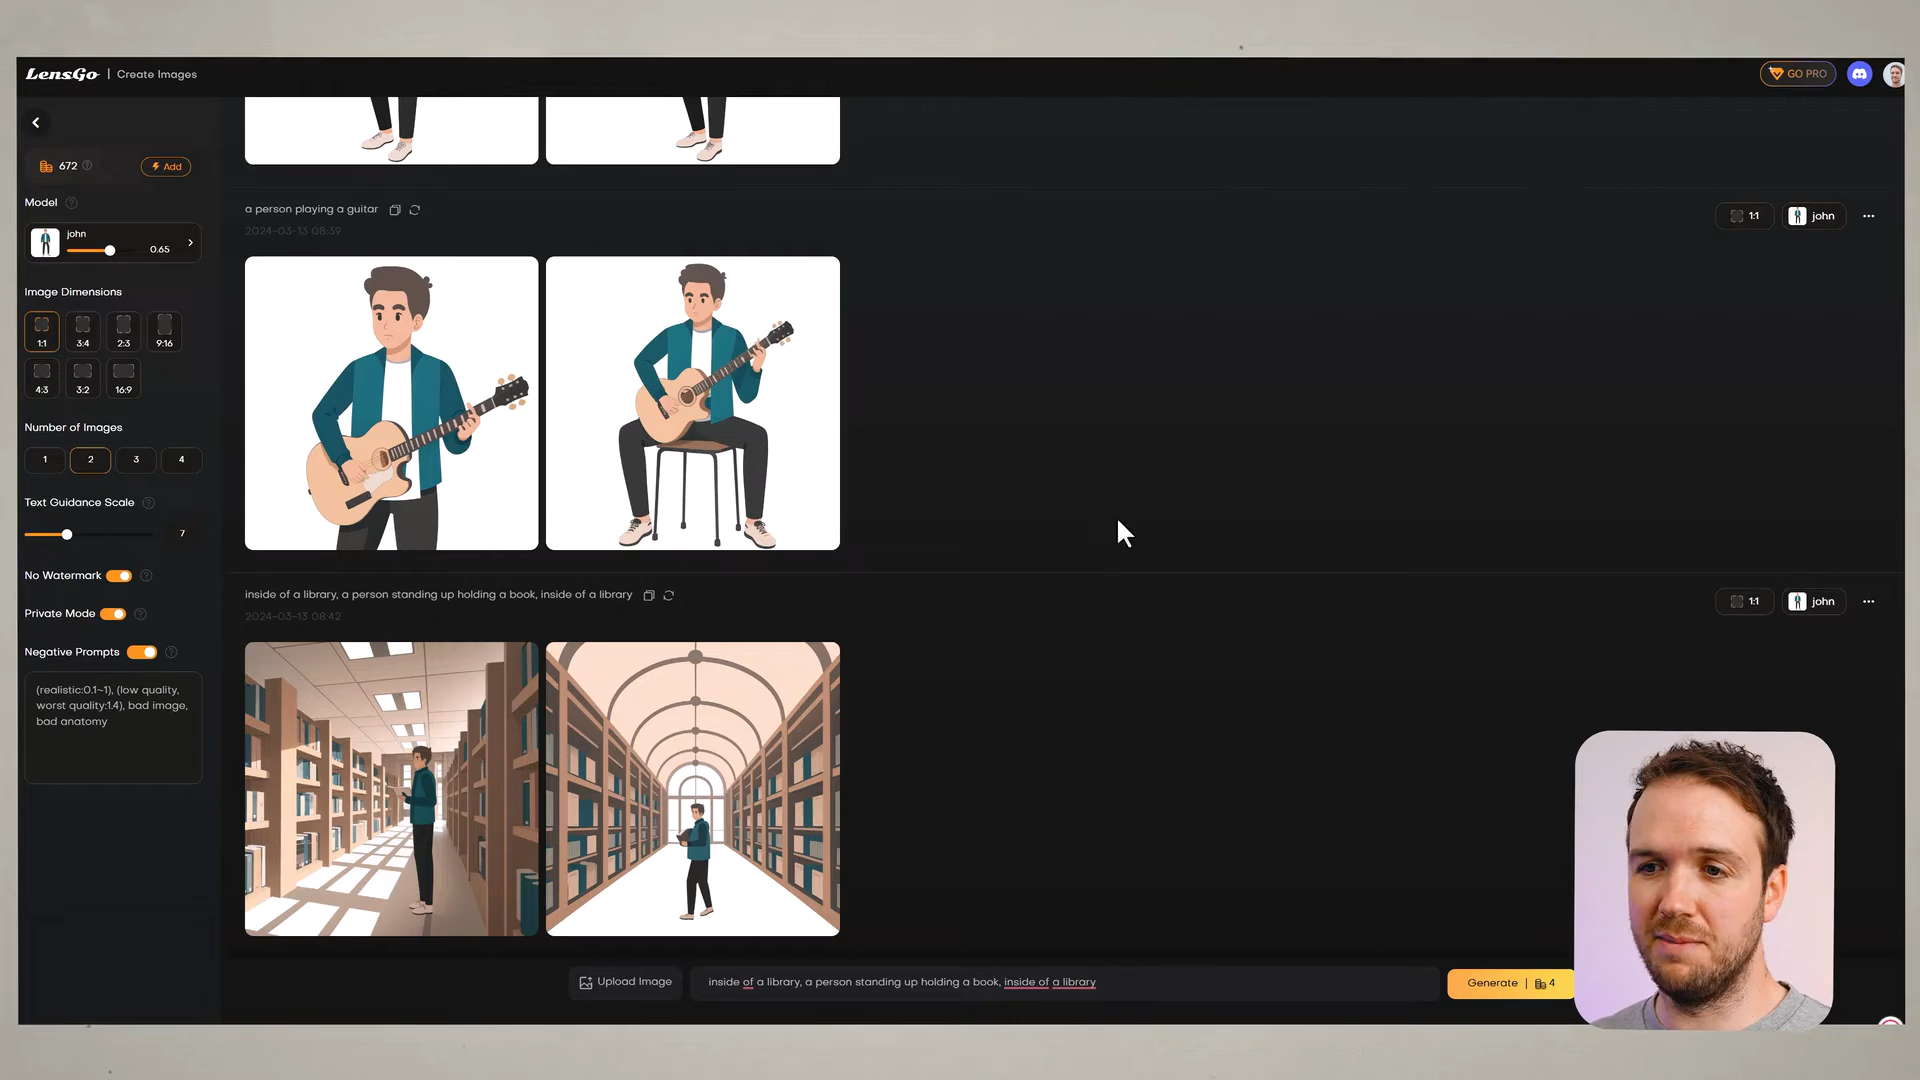 LensGo | Create Images
GO PRO
672
Add
Model
john
0.65
Image Dimensions
1:1
3:4
2:3
9:16
4:3
3:2
16:9
Number of Images
1
2
3
4
Text Guidance Scale
7
No Watermark
Private Mode
Negative Prompts
(realistic:0.1~1), (low quality,
worst quality:1.4), bad image,
bad anatomy
a person playing a guitar
2024-03-13 08:39
1:1
john
inside of a library, a person standing up holding a book, inside of a library
2024-03-13 08:42
1:1
john
Upload Image
inside of a library, a person standing up holding a book, inside of a library
Generate | 4